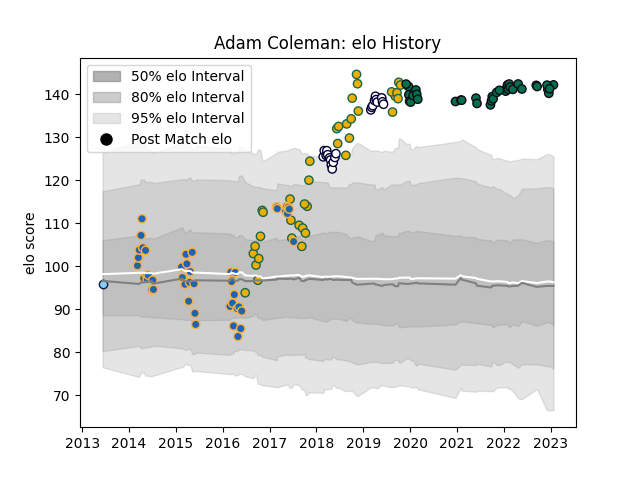 Adam Coleman: elo History
50% elo Interval
80% elo Interval
95% elo Interval
Post Match elo
elo score
140
130
120
110
100
90
80
70
2013 2014 2015 2016 2017 2018 2019 2020 2021 2022 2023